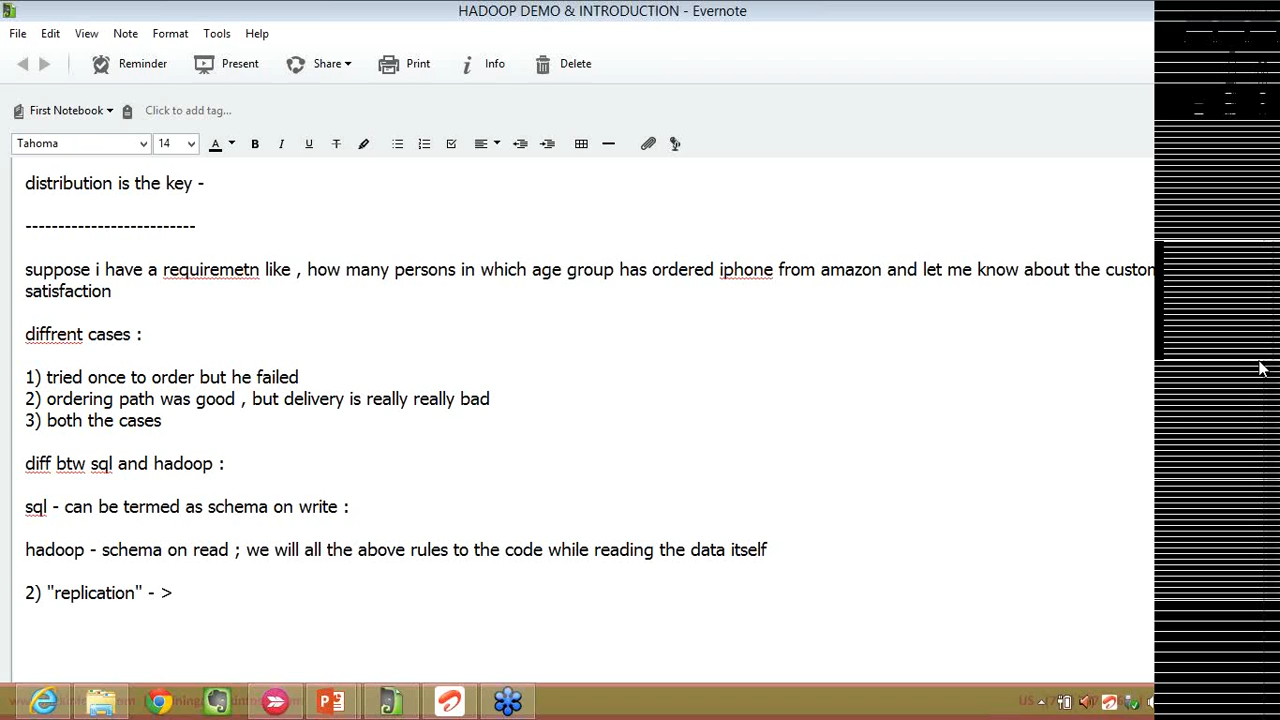 HADOOP DEMO & INTRODUCTION - Evernote
File Edit View Note Format Tools Help
Reminder Present Share Print Info Delete
First Notebook Click to add tag...
Tahoma 14 A B I U T
distribution is the key -
--------------------------
suppose i have a requiremetn like , how many persons in which age group has ordered iphone from amazon and let me know about the custom
satisfaction
diffrent cases :
1) tried once to order but he failed
2) ordering path was good , but delivery is really really bad
3) both the cases
diff btw sql and hadoop :
sql - can be termed as schema on write :
hadoop - schema on read ; we will all the above rules to the code while reading the data itself
2) "replication" - >
US